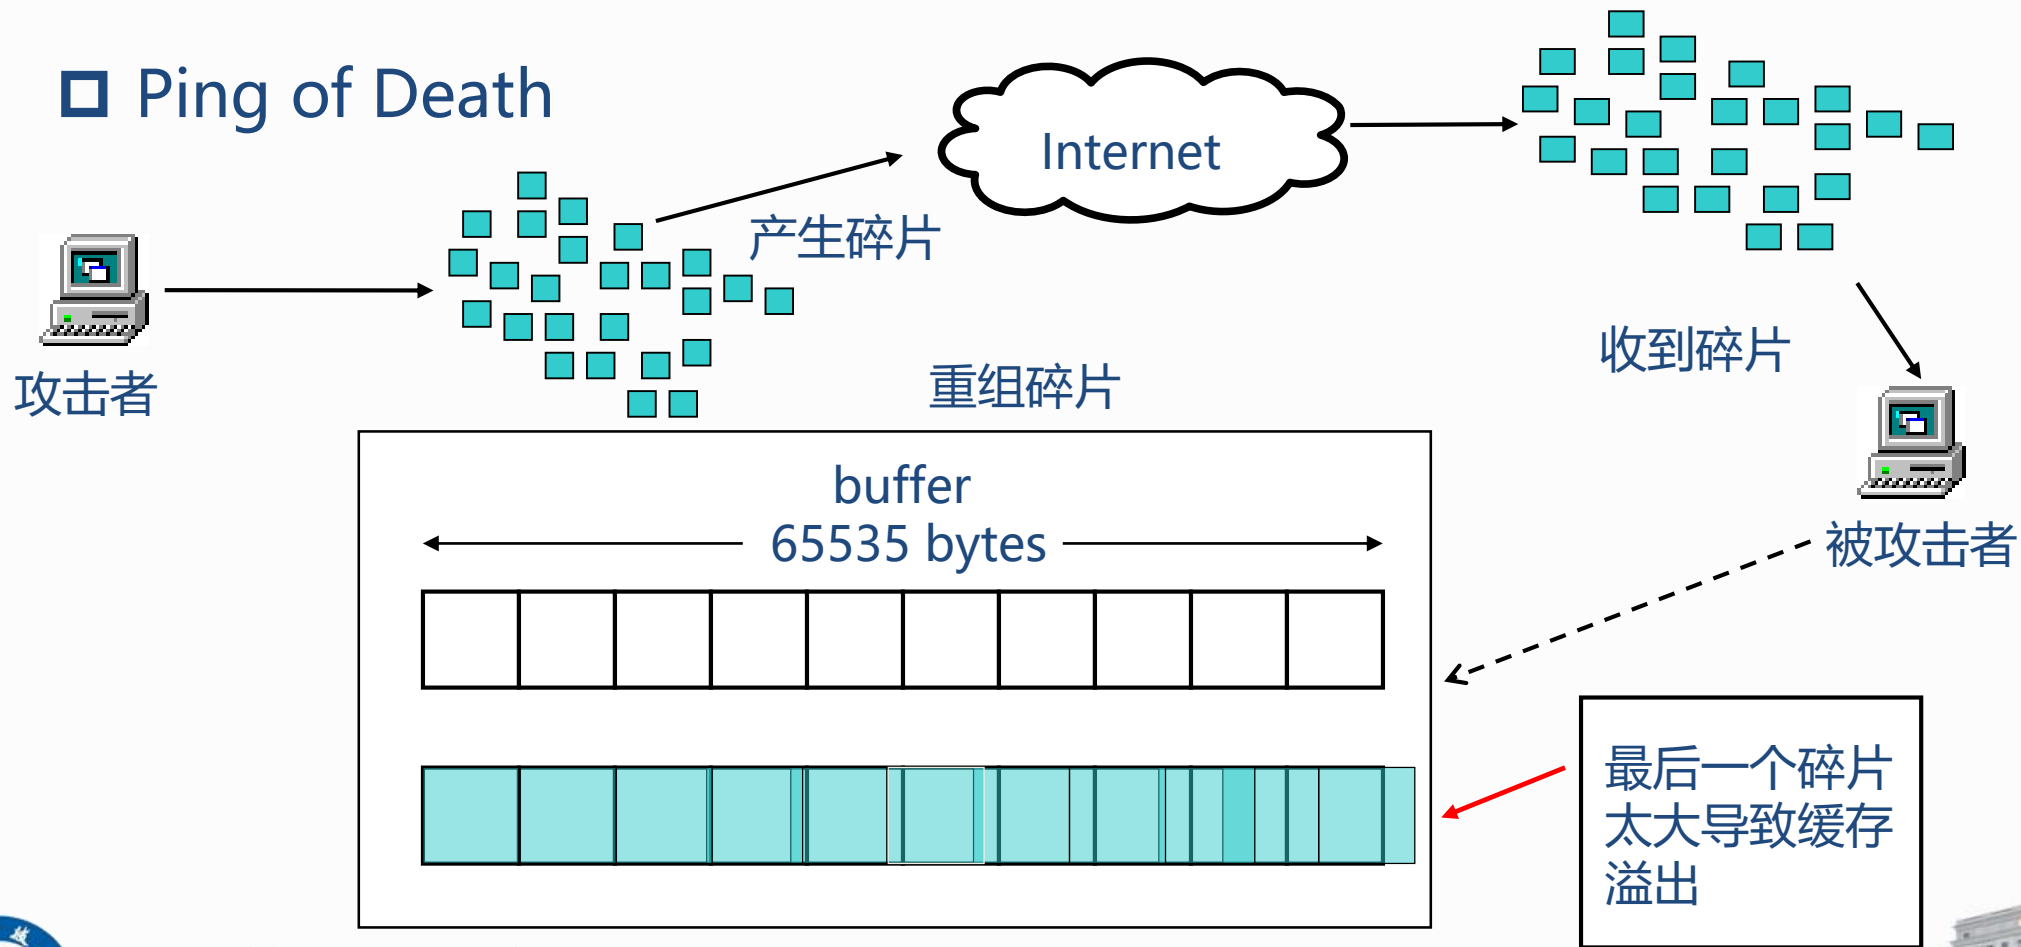 Ping of Death
Internet
产生碎片
攻击者
收到碎片
重组碎片
buffer
65535 bytes
被攻击者
最后一个碎片
太大导致缓存
溢出